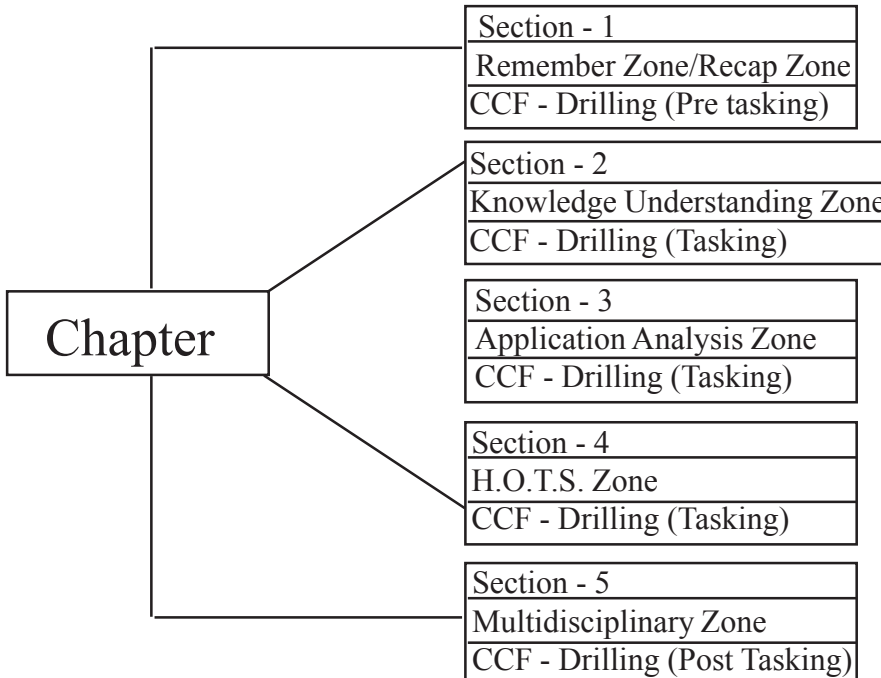 Section - 1
Remember Zone/Recap Zone
CCF - Drilling (Pre tasking)
Section - 2
Knowledge Understanding Zone
CCF - Drilling (Tasking)
Chapter
Section - 3
Application Analysis Zone
CCF - Drilling (Tasking)
Section - 4
H.O.T.S. Zone
CCF - Drilling (Tasking)
Section - 5
Multidisciplinary Zone
CCF - Drilling (Post Tasking)